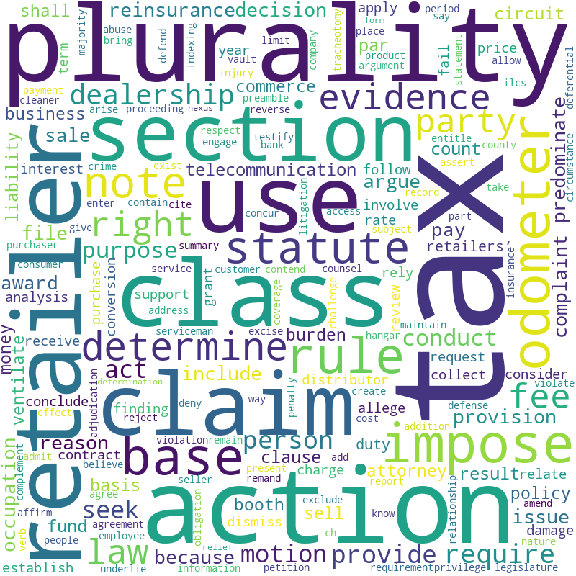 shall reinsurance decision abuse indexing term limit
majority bring defend form vault period say
apply place tracheotomy circuit
product argument allow company
plurality
term injury price fail statement deferential
cleaner payment arise proceeding nexus preamble reverse
dealership commerce evidence
year business
section party
sale respect engage testify bank entitle county
crime exist count assert
interest telecommunication
liability note enter contain cite use
concur litigation access record part take
follow argue involve rate
complaint predominate circumstance
file right statute
subject pay retailers
purchaser give purpose summary
rely
consumer service customer contend counsel insurance
award conversion purchase class support address grant coverage challenge review tax odometer
analysis
receive serviceman excise hangar maintain
money determine burden rule conduct
request
ventilate adjudication act include collect consider
conclude determination distributor penalty violate
effect finding claim allege create defense fee
reject deny way
reason violation remain person cost addition provision
occupation admit contract complement base clause duty impose relate
believe present add
basis seller remand charge attorney result
retailer agree report
affirm fund agreement obligation seek action booth exclude sell know relationship policy
verb people dismiss issue amend
employee relief ch damage
law because motion provide require nature
establish underlie information petition ilcs requirement privilege legislature